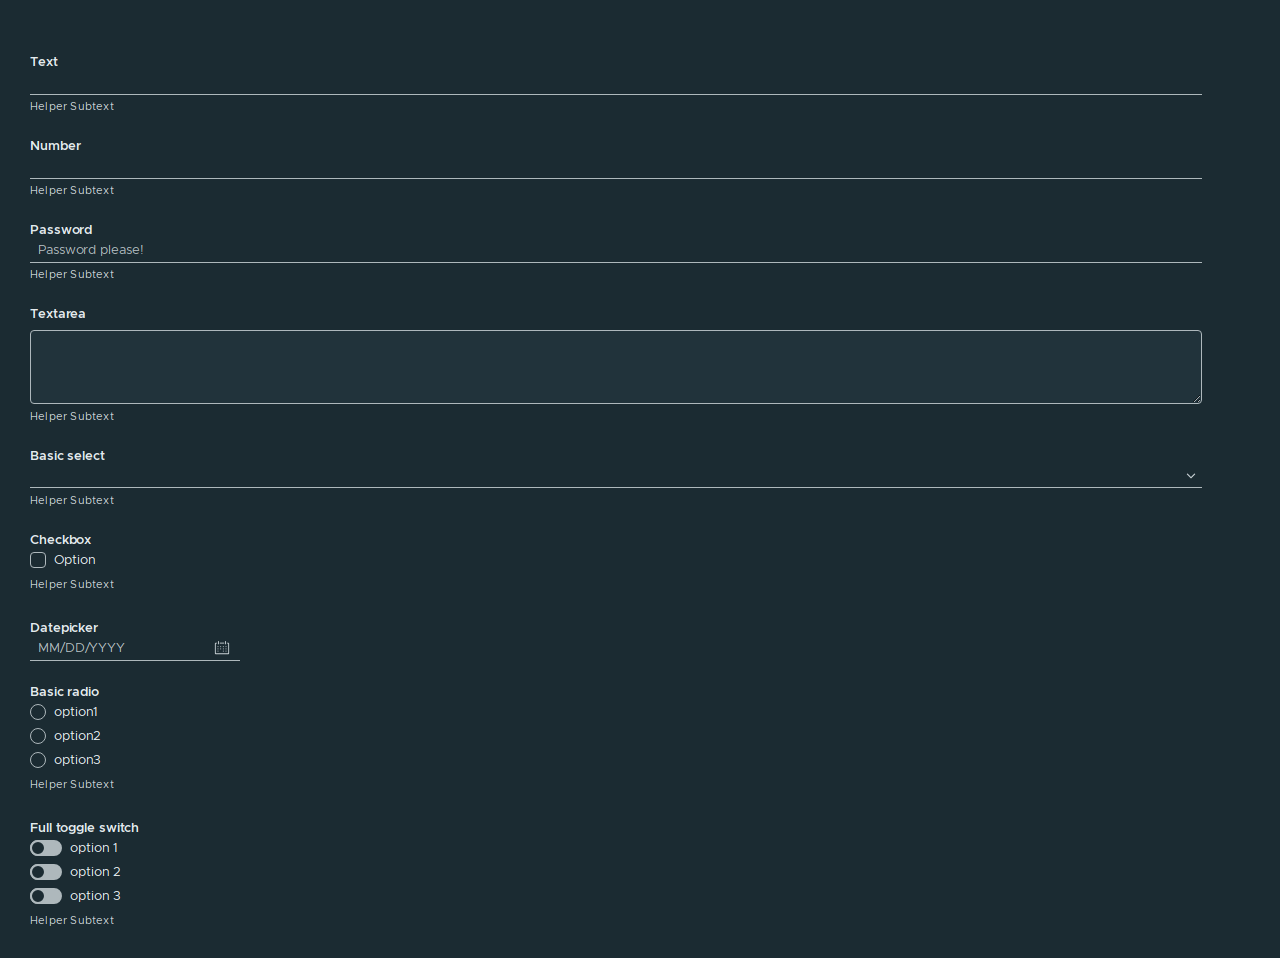 Text
Helper Subtext
Number
Helper Subtext
Password
Password please!
Helper Subtext
Textarea
Helper Subtext
Basic select
Helper Subtext
Checkbox
Option
Helper Subtext
Datepicker
MM/DD/YYYY
Basic radio
option1
option2
option3
Helper Subtext
Full toggle switch
option 1
option 2
option 3
Helper Subtext